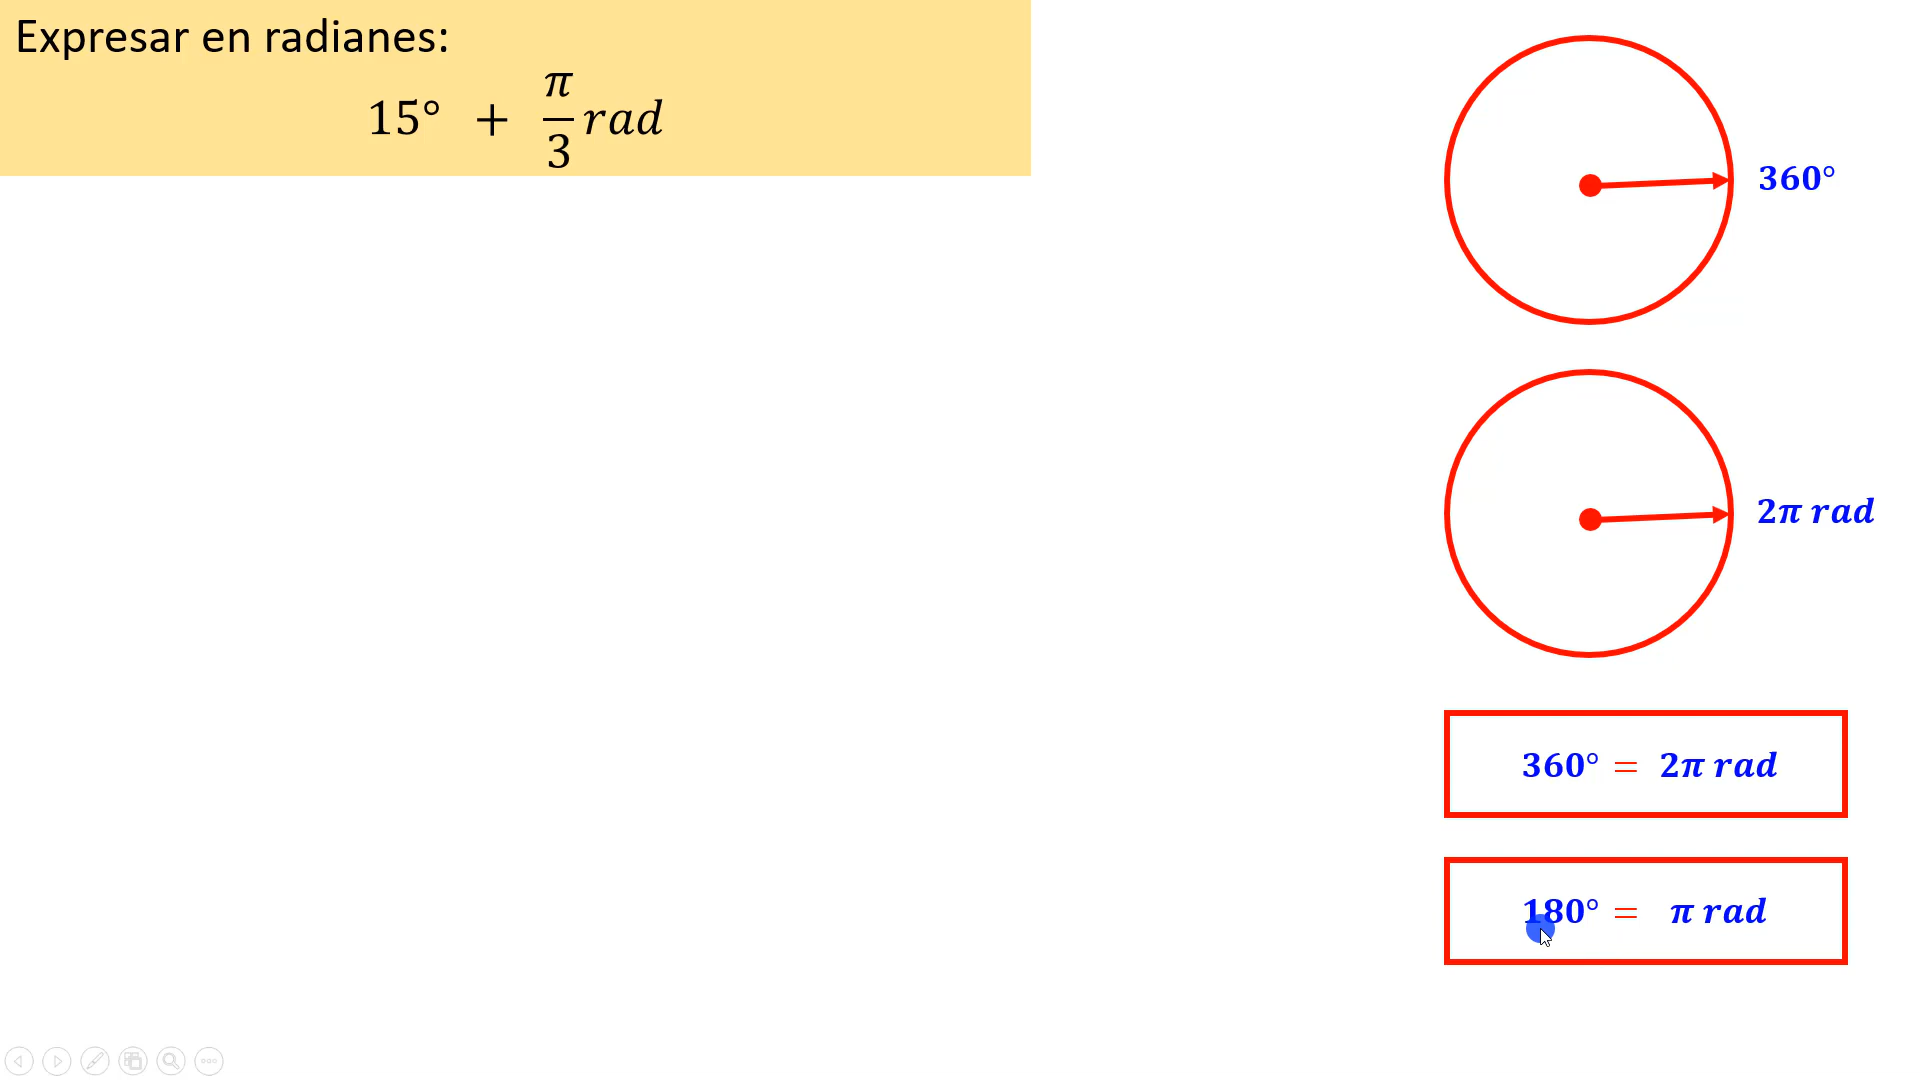 Expresar en radianes:
15° + π/3 rad
360°
2π rad
360° = 2π rad
180° = π rad